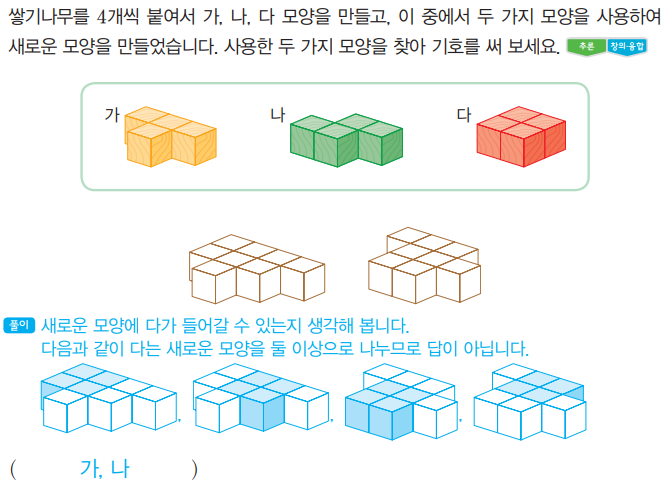 쌓기나무를 4개씩 붙여서 가, 나, 다 모양을 만들고, 이 중에서 두 가지 모양을 사용하여
새로운 모양을 만들었습니다. 사용한 두 가지 모양을 찾아 기호를 써 보세요. 추론 창의·융합
가 나 다
풀이 새로운 모양에 다가 들어갈 수 있는지 생각해 봅니다.
다음과 같이 다는 새로운 모양을 둘 이상으로 나누므로 답이 아닙니다.
, , ,
( 가, 나 )